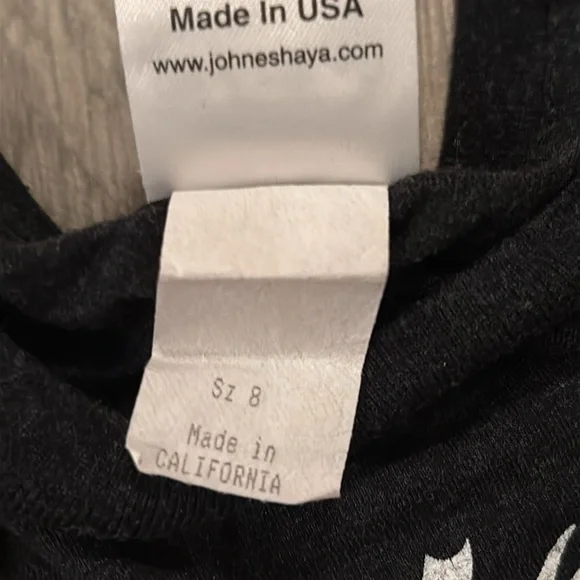 Made In USA
www.johneshaya.com
Sz 8
Made in
CALIFORNIA